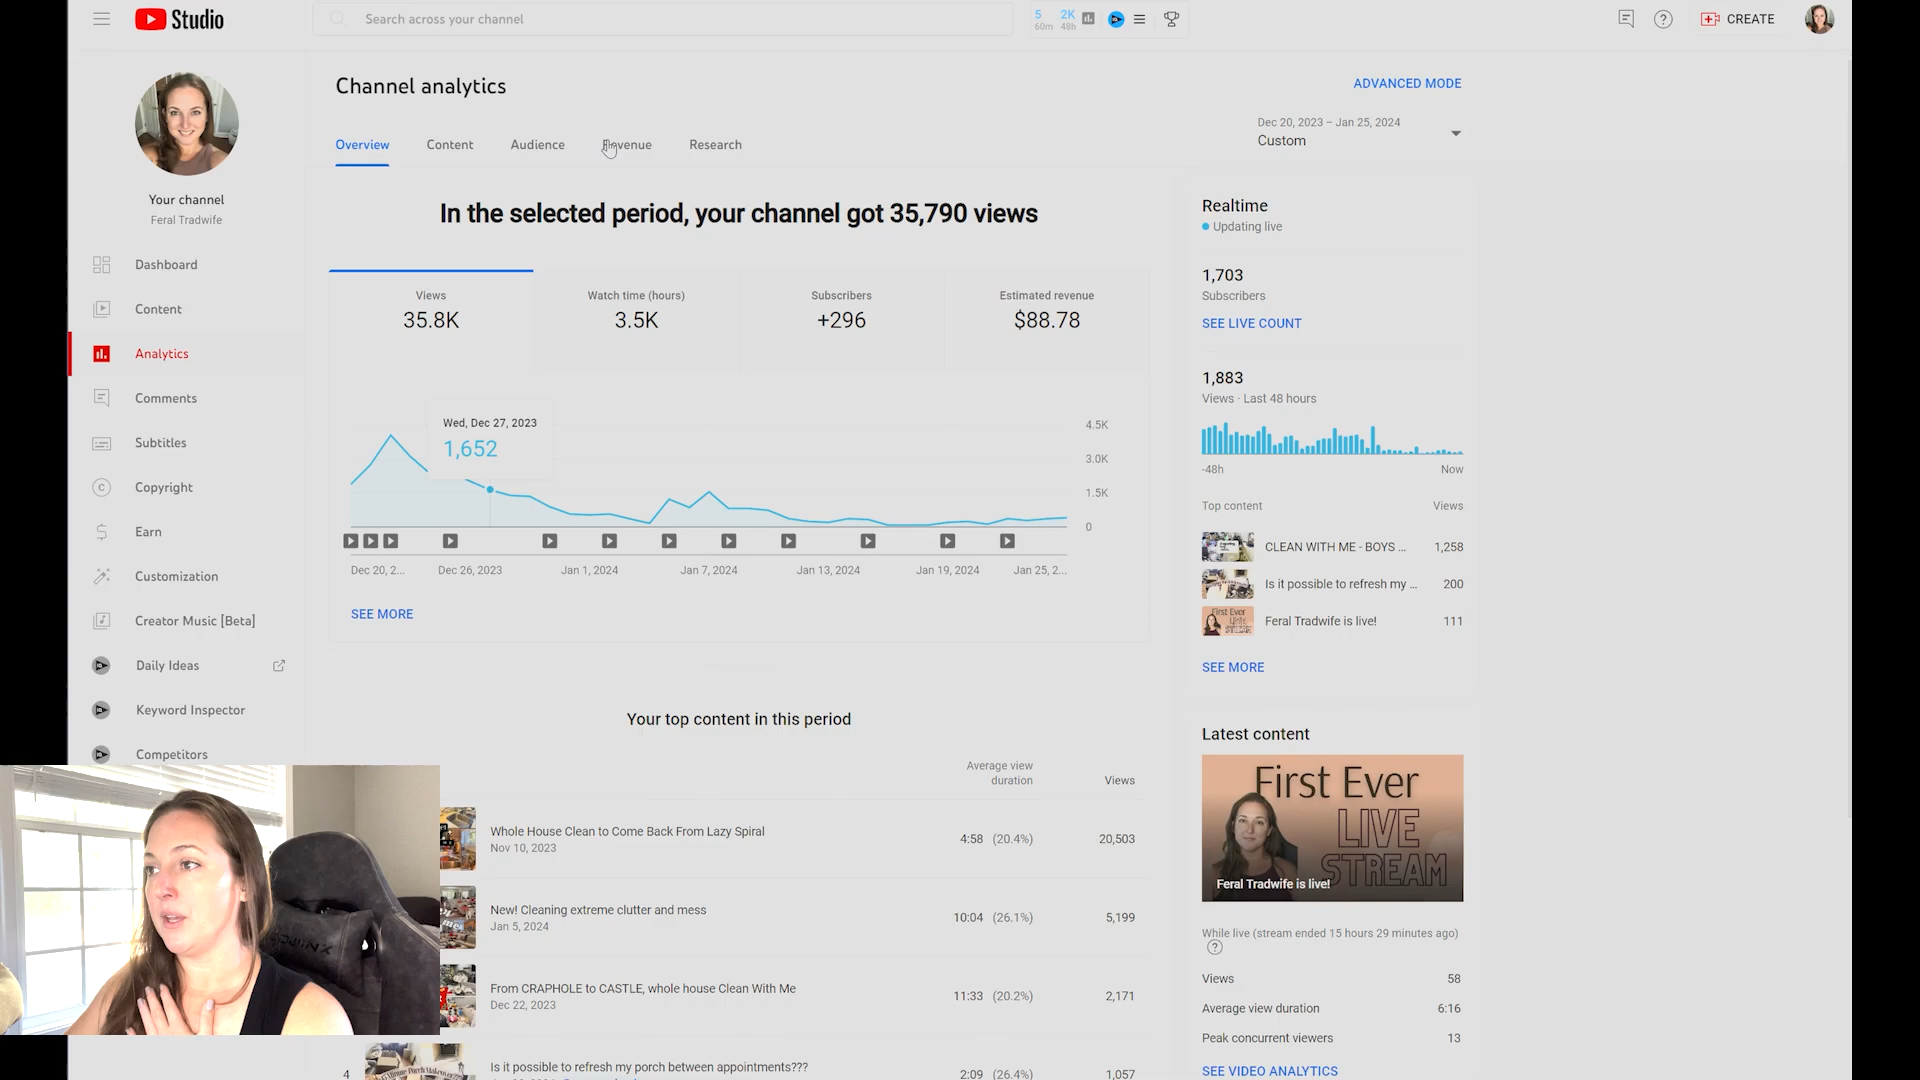 Studio
Search across your channel
5
60m
2K
48h
CREATE
Your channel
Feral Tradwife
Dashboard
Content
Analytics
Comments
Subtitles
Copyright
Earn
Customization
Creator Music [Beta]
Daily Ideas
Keyword Inspector
Competitors
Channel analytics
ADVANCED MODE
Dec 20, 2023 – Jan 25, 2024
Custom
Overview
Content
Audience
Revenue
Research
In the selected period, your channel got 35,790 views
Views
35.8K
Watch time (hours)
3.5K
Subscribers
+296
Estimated revenue
$88.78
Wed, Dec 27, 2023
1,652
4.5K
3.0K
1.5K
0
Dec 20, 2...
Dec 26, 2023
Jan 1, 2024
Jan 7, 2024
Jan 13, 2024
Jan 19, 2024
Jan 25, 2...
SEE MORE
Your top content in this period
Average view
duration
Views
Whole House Clean to Come Back From Lazy Spiral
Nov 10, 2023
4:58 (20.4%) 20,503
New! Cleaning extreme clutter and mess
Jan 5, 2024
10:04 (26.1%) 5,199
From CRAPHOLE to CASTLE, whole house Clean With Me
Dec 22, 2023
11:33 (20.2%) 2,171
4
Is it possible to refresh my porch between appointments???
2:09 (26.4%) 1,057
Realtime
Updating live
1,703
Subscribers
SEE LIVE COUNT
1,883
Views · Last 48 hours
-48h
Now
Top content
Views
CLEAN WITH ME - BOYS ... 1,258
Is it possible to refresh my ... 200
First Ever
Feral Tradwife is live! 111
SEE MORE
Latest content
First Ever
LIVE
STREAM
Feral Tradwife is live!
While live (stream ended 15 hours 29 minutes ago)
?
Views 58
Average view duration 6:16
Peak concurrent viewers 13
SEE VIDEO ANALYTICS